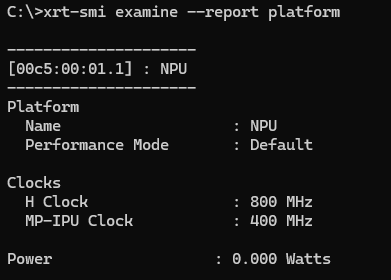 C:\>xrt-smi examine --report platform
---------------------
[00c5:00:01.1] : NPU
---------------------
Platform
  Name                   : NPU
  Performance Mode       : Default

Clocks
  H Clock                : 800 MHz
  MP-IPU Clock           : 400 MHz

Power                  : 0.000 Watts